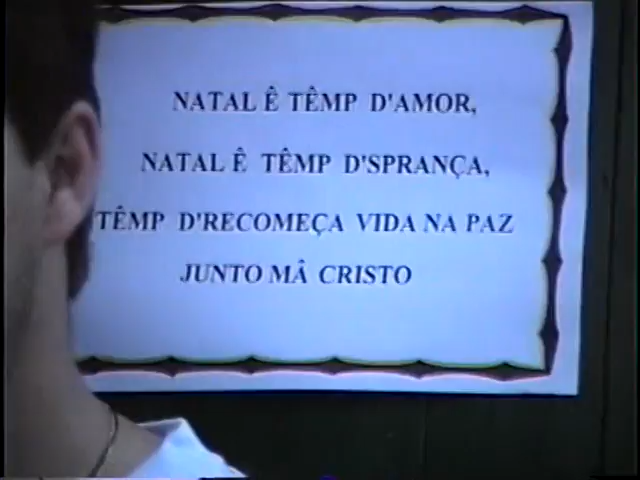 NATAL Ê TÊMP D'AMOR,
NATAL Ê TÊMP D'SPRANÇA,
TÊMP D'RECOMEÇA VIDA NA PAZ
JUNTO MÂ CRISTO